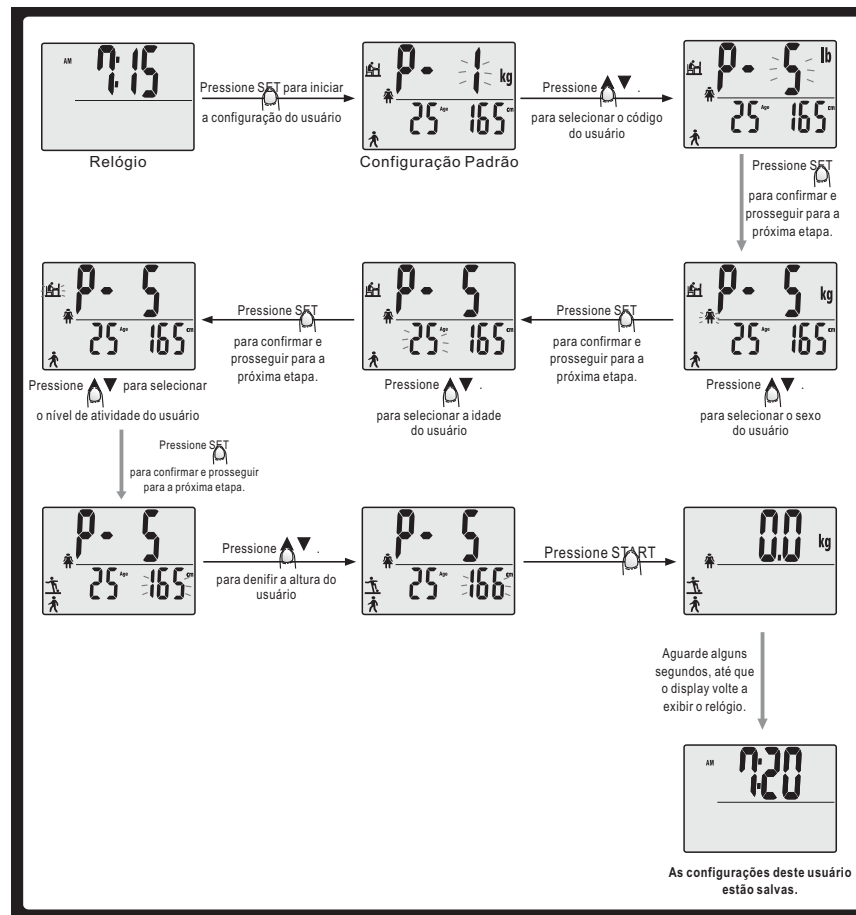 AM 7:15
Relógio
Pressione SET para iniciar
a configuração do usuário
P- 1 kg
25 Age 165 cm
Configuração Padrão
Pressione ▲ ▼ .
para selecionar o código
do usuário
P- 5 lb
25 Age 165 cm
Pressione SET
para confirmar e
prosseguir para a
próxima etapa.
P- 5 kg
25 Age 165 cm
Pressione ▲ ▼ .
para selecionar o sexo
do usuário
Pressione SET
para confirmar e
prosseguir para a
próxima etapa.
P- 5
25 Age 165 cm
Pressione ▲ ▼ .
para selecionar a idade
do usuário
Pressione SET
para confirmar e
prosseguir para a
próxima etapa.
P- 5
25 Age 165 cm
Pressione ▲ ▼ para selecionar
o nível de atividade do usuário
Pressione SET
para confirmar e prosseguir
para a próxima etapa.
P- 5
25 Age 165 cm
Pressione ▲ ▼ .
para denifir a altura do
usuário
P- 5
25 Age 166 cm
Pressione START
0.0 kg
Aguarde alguns
segundos, até que
o display volte a
exibir o relógio.
AM 7:20
As configurações deste usuário
estão salvas.